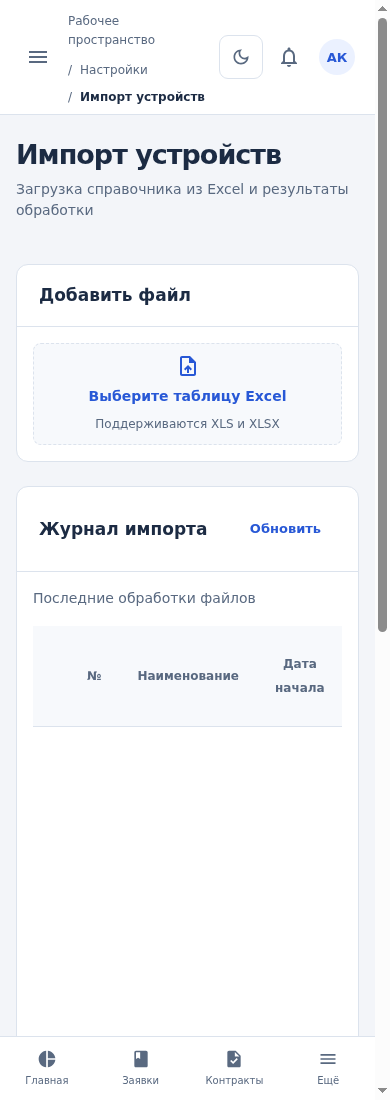 Рабочее
пространство
/ Настройки
/ Импорт устройств
АК
Импорт устройств
Загрузка справочника из Excel и результаты
обработки
Добавить файл
Выберите таблицу Excel
Поддерживаются XLS и XLSX
Журнал импорта
Обновить
Последние обработки файлов
№ Наименование Дата
начала
Главная Заявки Контракты Ещё